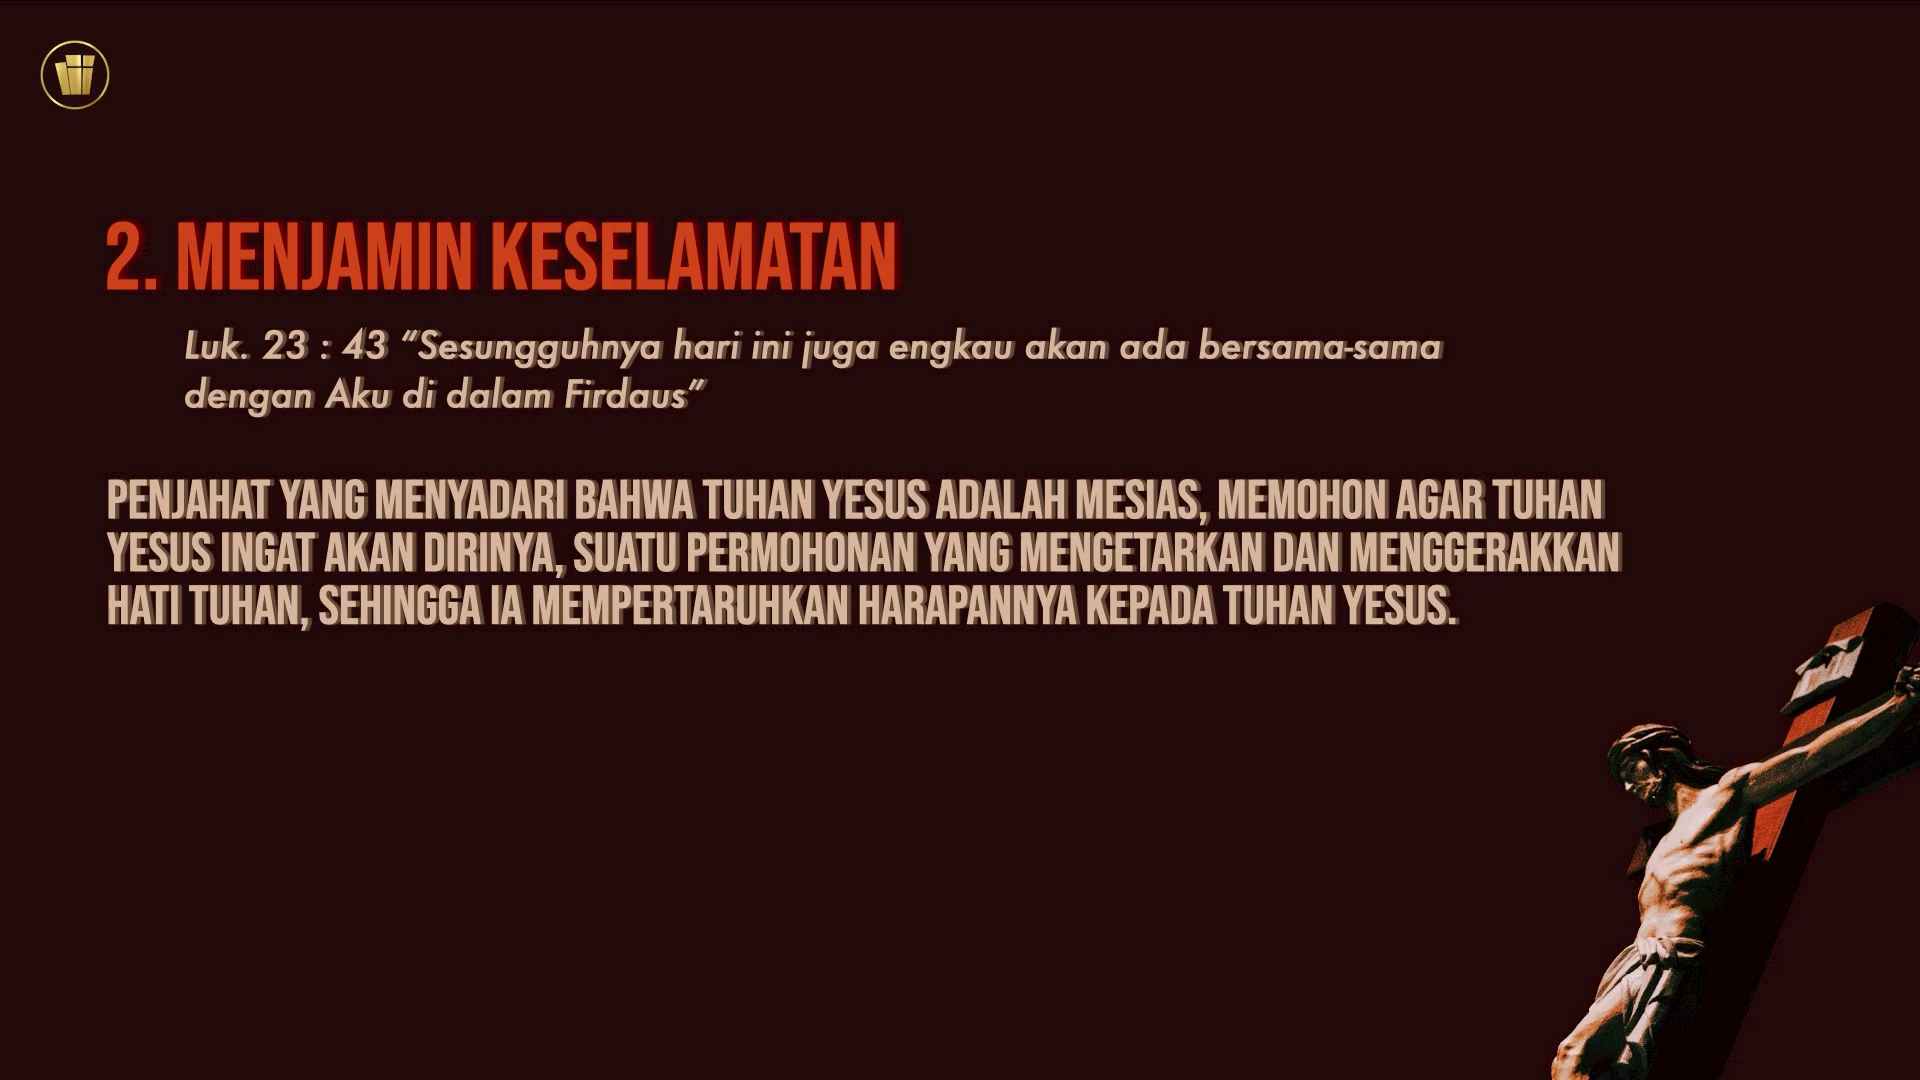 2. MENJAMIN KESELAMATAN
Luk. 23 : 43 “Sesungguhnya hari ini juga engkau akan ada bersama-sama
dengan Aku di dalam Firdaus”
PENJAHAT YANG MENYADARI BAHWA TUHAN YESUS ADALAH MESIAS, MEMOHON AGAR TUHAN
YESUS INGAT AKAN DIRINYA, SUATU PERMOHONAN YANG MENGETARKAN DAN MENGGERAKKAN
HATI TUHAN, SEHINGGA IA MEMPERTARUHKAN HARAPANNYA KEPADA TUHAN YESUS.